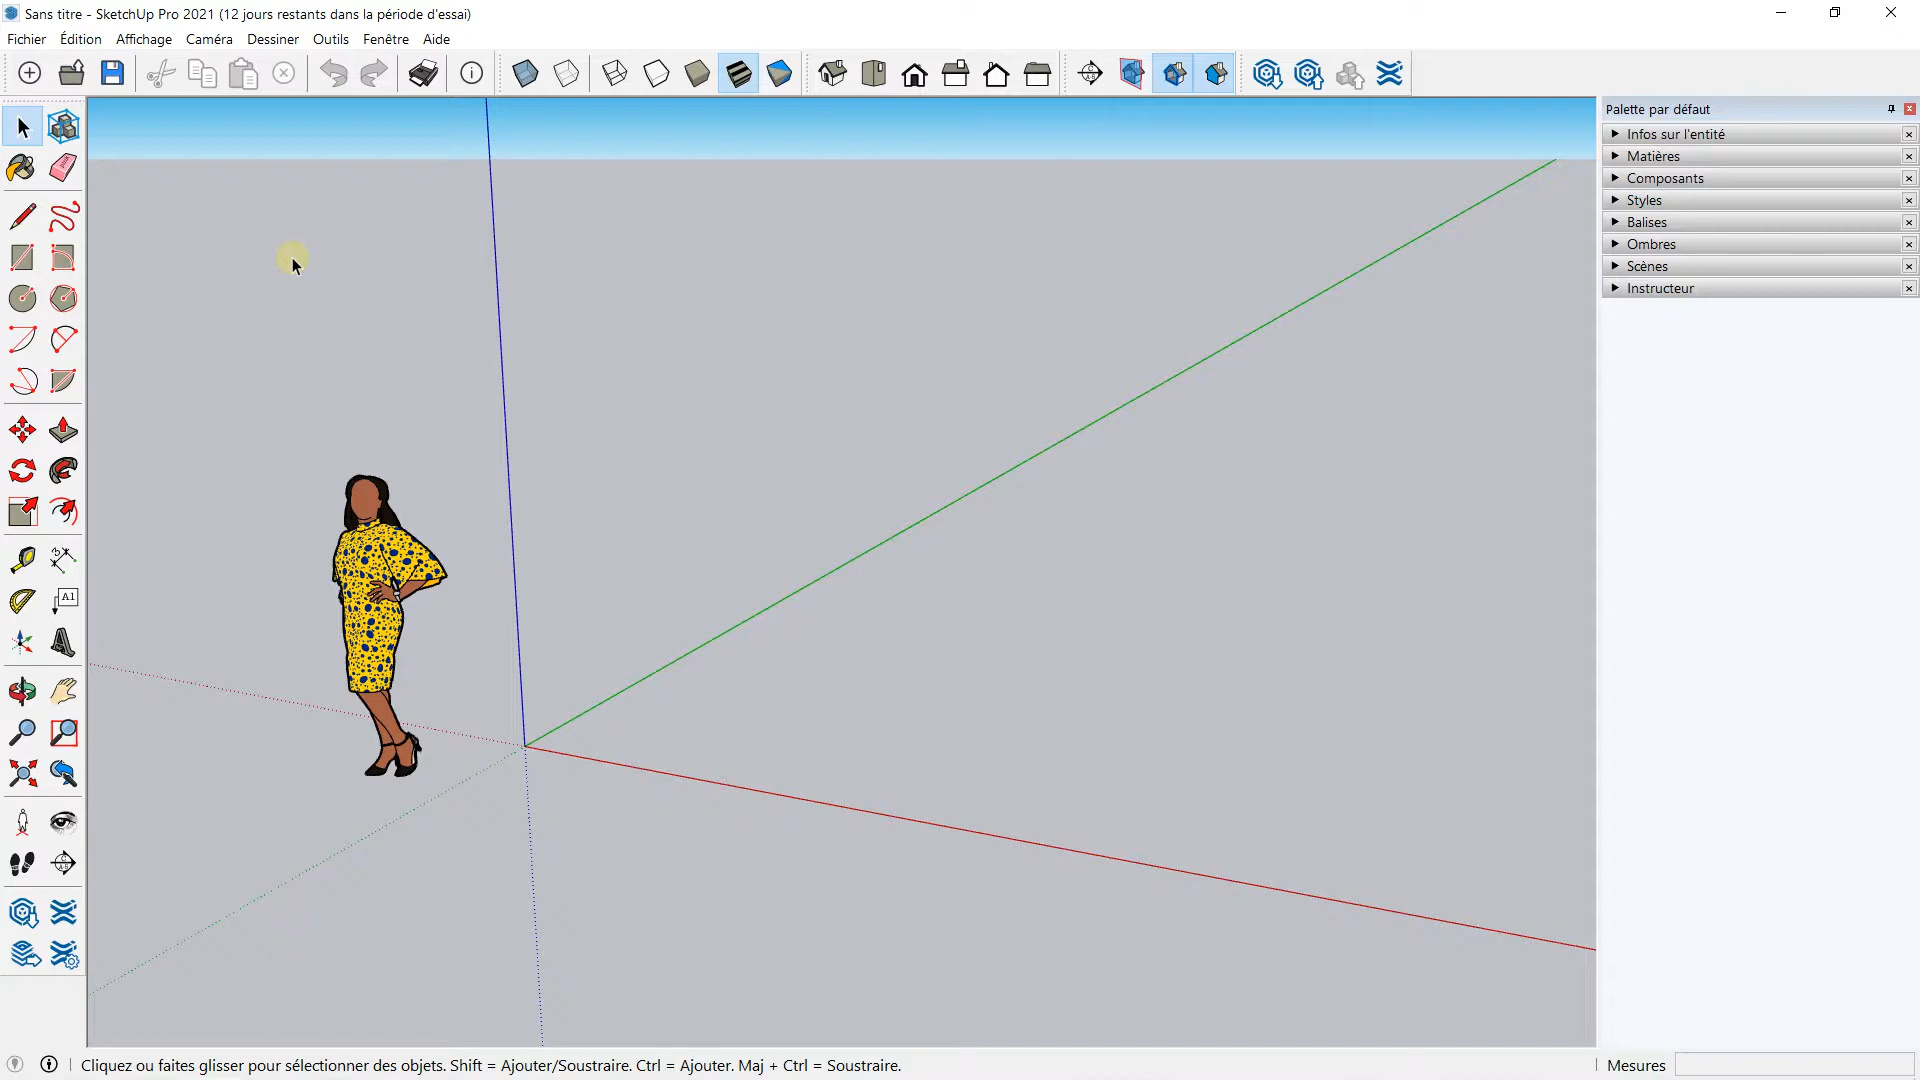 Sans titre - SketchUp Pro 2021 (12 jours restants dans la période d'essai)
Fichier Édition Affichage Caméra Dessiner Outils Fenêtre Aide
Palette par défaut
Infos sur l'entité
Matières
Composants
Styles
Balises
Ombres
Scènes
Instructeur
A1
Cliquez ou faites glisser pour sélectionner des objets. Shift = Ajouter/Soustraire. Ctrl = Ajouter. Maj + Ctrl = Soustraire.
Mesures